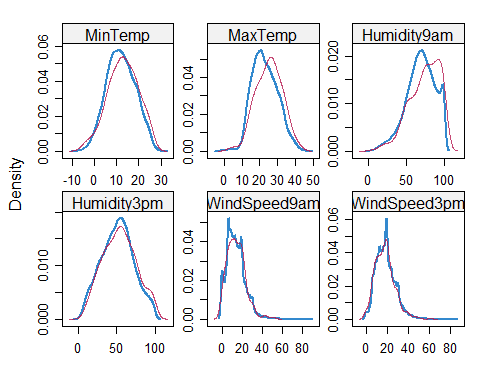 MinTemp MaxTemp Humidity9am
0.00 0.02 0.04 0.06
0.00 0.02 0.04
0.000 0.010 0.020
-10 0 10 20 30
0 10 20 30 40 50
0 50 100
Density
Humidity3pm WindSpeed9am WindSpeed3pm
0.000 0.010
0.00 0.02 0.04
0.00 0.02 0.04 0.06
0 50 100
0 20 40 60 80
0 20 40 60 80